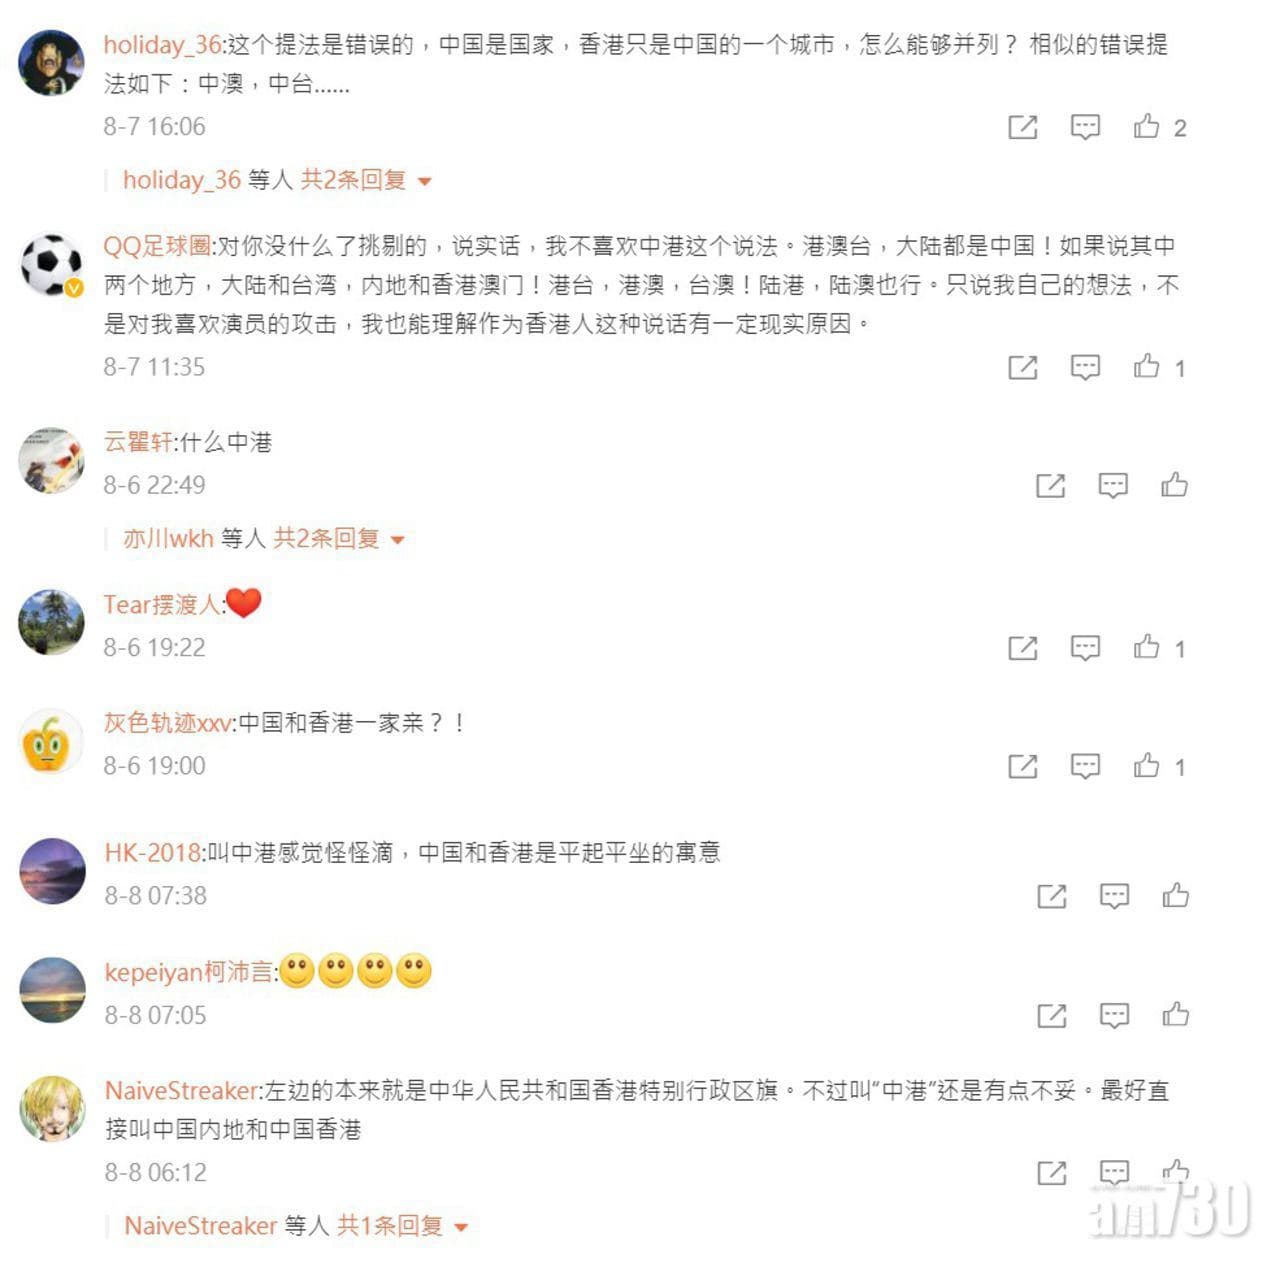 holiday_36:这个提法是错误的，中国是国家，香港只是中国的一个城市，怎么能够并列？ 相似的错误提
法如下：中澳，中台......
8-7 16:06
2
holiday_36 等人 共2条回复
QQ足球圈:对你没什么了挑剔的，说实话，我不喜欢中港这个说法。港澳台，大陆都是中国！如果说其中
两个地方，大陆和台湾，内地和香港澳门！港台，港澳，台澳！陆港，陆澳也行。只说我自己的想法，不
是对我喜欢演员的攻击，我也能理解作为香港人这种说话有一定现实原因。
8-7 11:35
1
云瞿轩:什么中港
8-6 22:49
亦川wkh 等人 共2条回复
Tear摆渡人:❤️
8-6 19:22
1
灰色轨迹xxv:中国和香港一家亲？！
8-6 19:00
1
HK-2018:叫中港感觉怪怪滴，中国和香港是平起平坐的寓意
8-8 07:38
kepeiyan柯沛言:🙂🙂🙂🙂
8-8 07:05
NaiveStreaker:左边的本来就是中华人民共和国香港特别行政区旗。不过叫“中港”还是有点不妥。最好直
接叫中国内地和中国香港
8-8 06:12
am730
NaiveStreaker 等人 共1条回复